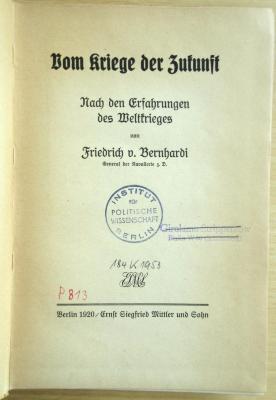 Vom Kriege der Zukunft
Nach den Erfahrungen
des Weltkrieges
von
Friedrich v. Bernhardi
General der Kavallerie z. D.
INSTITUT
für
POLITISCHE
WISSENSCHAFT
BERLIN
184 K 1953
P 813
Berlin 1920 / Ernst Siegfried Mittler und Sohn